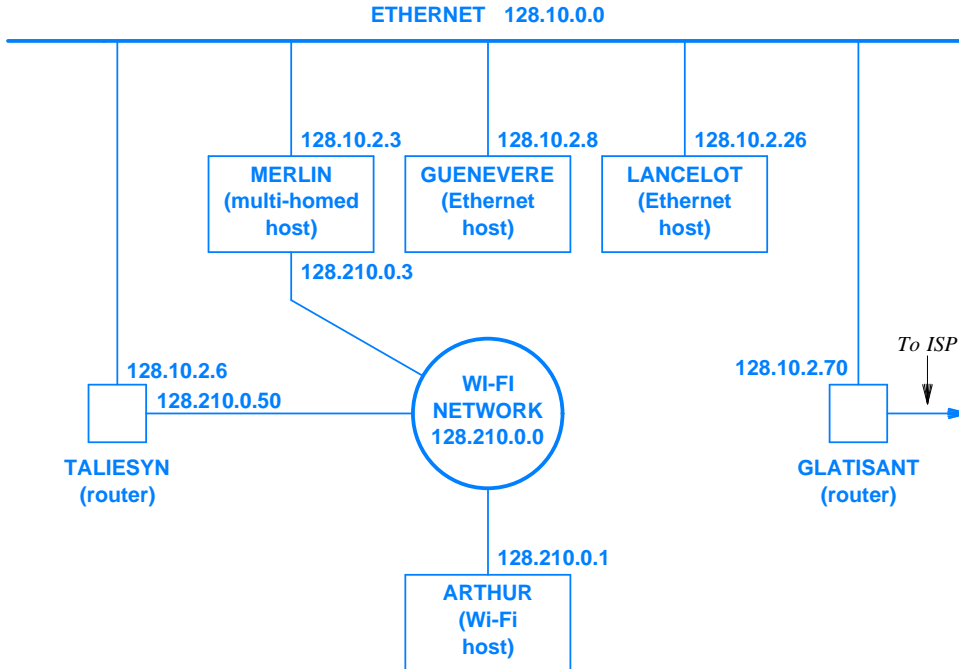 ETHERNET 128.10.0.0
128.10.2.3
128.10.2.8
128.10.2.26
MERLIN
(multi-homed
host)
GUENEVERE
(Ethernet
host)
LANCELOT
(Ethernet
host)
128.210.0.3
To ISP
128.10.2.6
128.210.0.50
WI-FI
NETWORK
128.210.0.0
128.10.2.70
TALIESYN
(router)
GLATISANT
(router)
128.210.0.1
ARTHUR
(Wi-Fi
host)